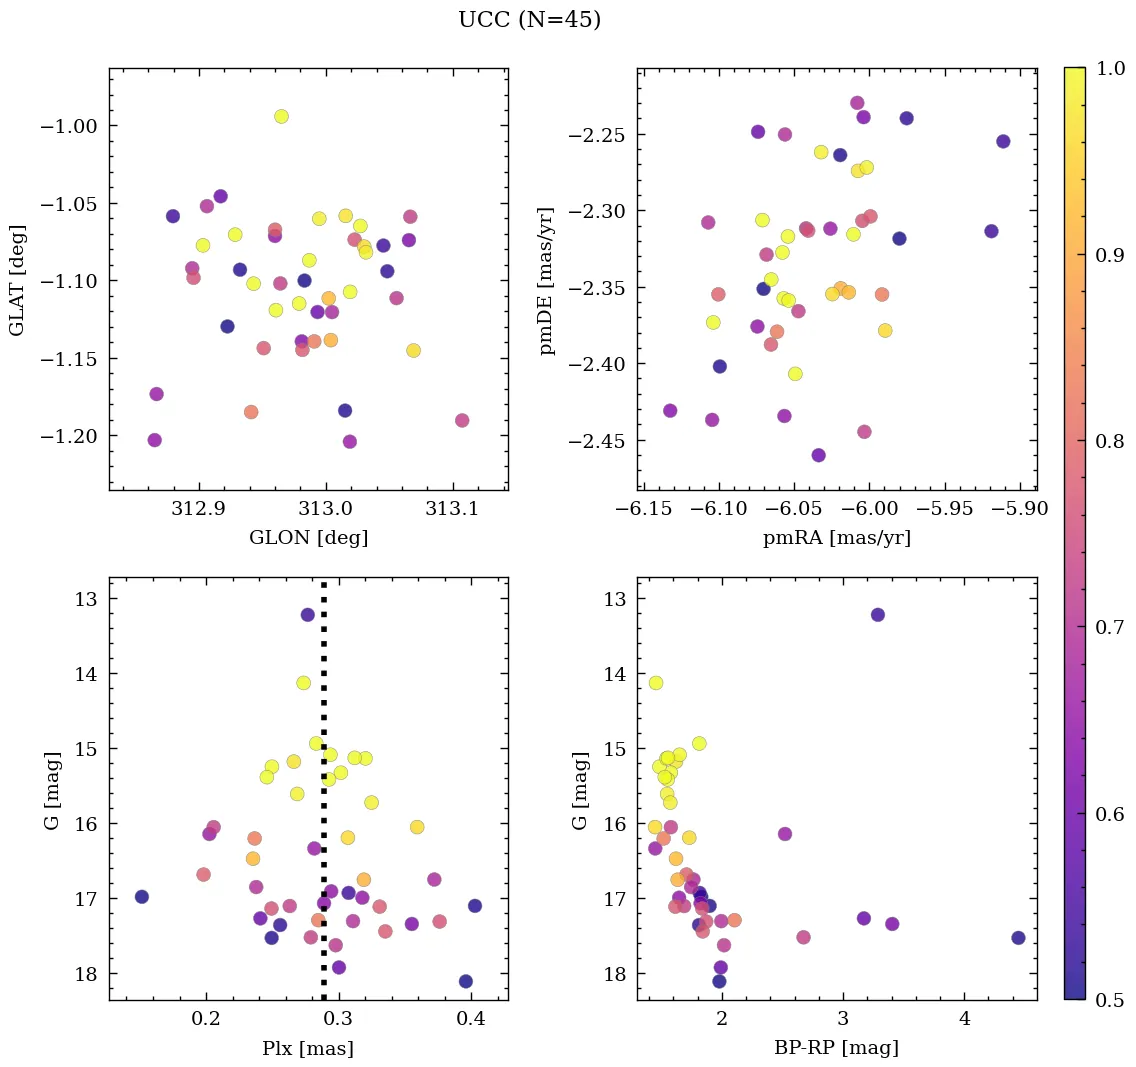 UCC (N=45)
−1.00
−1.05
−1.10
−1.15
−1.20
GLAT [deg]
312.9 313.0 313.1
GLON [deg]
−2.25
−2.30
−2.35
−2.40
−2.45
pmDE [mas/yr]
−6.15 −6.10 −6.05 −6.00 −5.95 −5.90
pmRA [mas/yr]
13
14
15
16
17
18
G [mag]
0.2 0.3 0.4
Plx [mas]
13
14
15
16
17
18
G [mag]
2 3 4
BP-RP [mag]
1.0
0.9
0.8
0.7
0.6
0.5